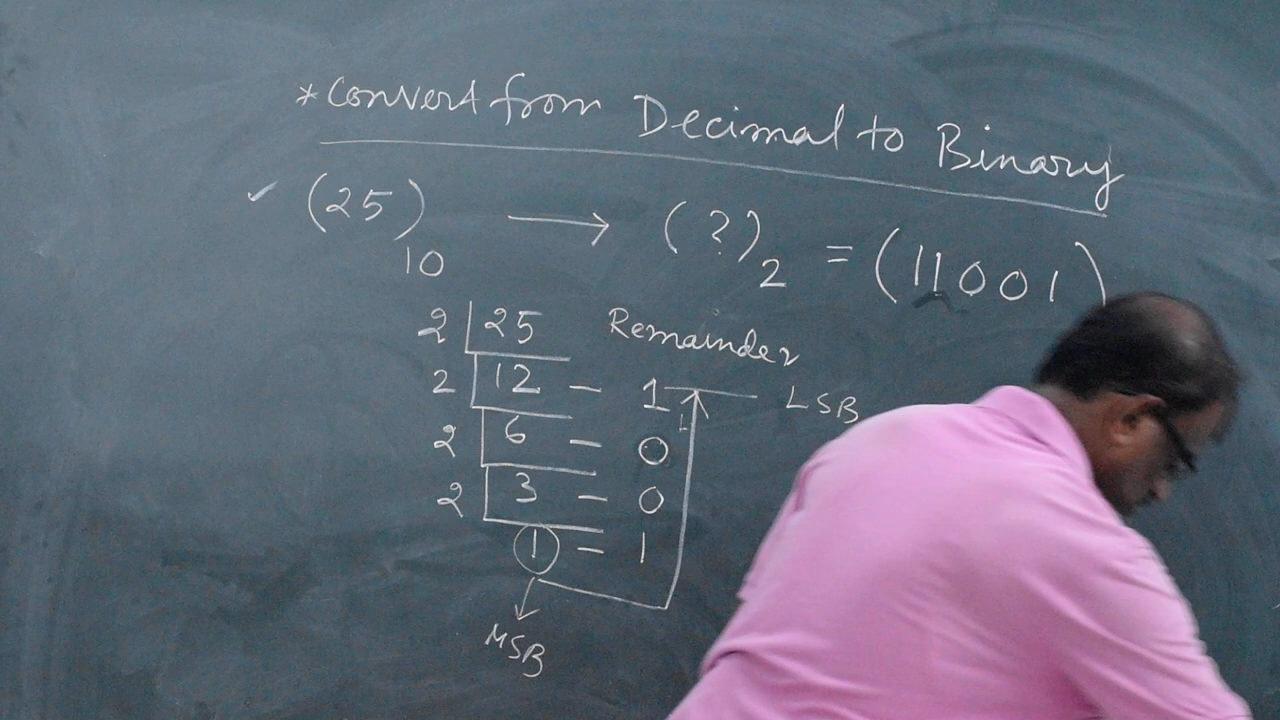 *Convert from Decimal to Binary
✓ (25)10 → (?)2 = (11001)
2 25 Remainder
2 12 – 1 LSB
2 6 – 0
2 3 – 0
1 – 1
MSB